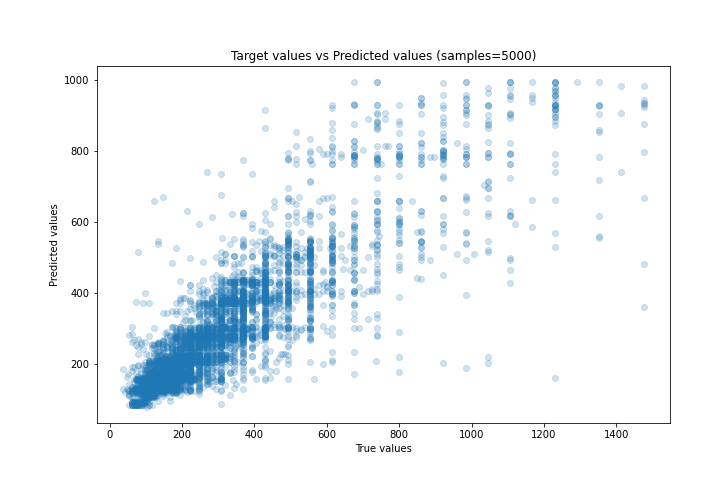 Target values vs Predicted values (samples=5000)
1000
800
600
400
200
Predicted values
0 200 400 600 800 1000 1200 1400
True values